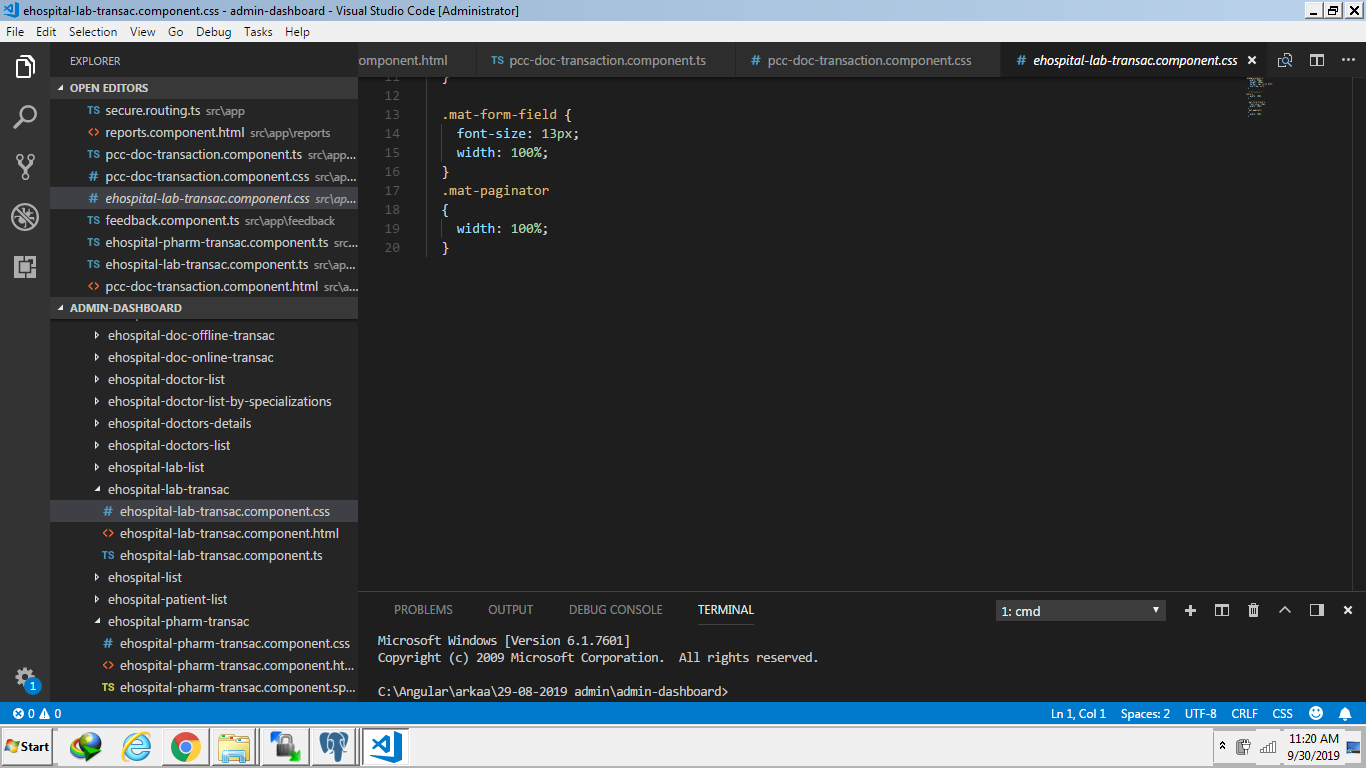 ehospital-lab-transac.component.css - admin-dashboard - Visual Studio Code [Administrator]
File Edit Selection View Go Debug Tasks Help
EXPLORER
OPEN EDITORS
TS secure.routing.ts src\app
<> reports.component.html src\app\reports
TS pcc-doc-transaction.component.ts src\app...
# pcc-doc-transaction.component.css src\ap...
# ehospital-lab-transac.component.css src\ap...
TS feedback.component.ts src\app\feedback
TS ehospital-pharm-transac.component.ts src...
TS ehospital-lab-transac.component.ts src\ap...
<> pcc-doc-transaction.component.html src\a...
ADMIN-DASHBOARD
ehospital-doc-offline-transac
ehospital-doc-online-transac
ehospital-doctor-list
ehospital-doctor-list-by-specializations
ehospital-doctors-details
ehospital-doctors-list
ehospital-lab-list
ehospital-lab-transac
# ehospital-lab-transac.component.css
<> ehospital-lab-transac.component.html
TS ehospital-lab-transac.component.ts
ehospital-list
ehospital-patient-list
ehospital-pharm-transac
# ehospital-pharm-transac.component.css
<> ehospital-pharm-transac.component.ht...
TS ehospital-pharm-transac.component.sp...
omponent.html TS pcc-doc-transaction.component.ts # pcc-doc-transaction.component.css # ehospital-lab-transac.component.css
11 }
12
13 .mat-form-field {
14 font-size: 13px;
15 width: 100%;
16 }
17 .mat-paginator
18 {
19 width: 100%;
20 }
PROBLEMS OUTPUT DEBUG CONSOLE TERMINAL 1: cmd
Microsoft Windows [Version 6.1.7601]
Copyright (c) 2009 Microsoft Corporation. All rights reserved.
C:\Angular\arkaa\29-08-2019 admin\admin-dashboard>
1
0 0 Ln 1, Col 1 Spaces: 2 UTF-8 CRLF CSS
Start 11:20 AM
9/30/2019